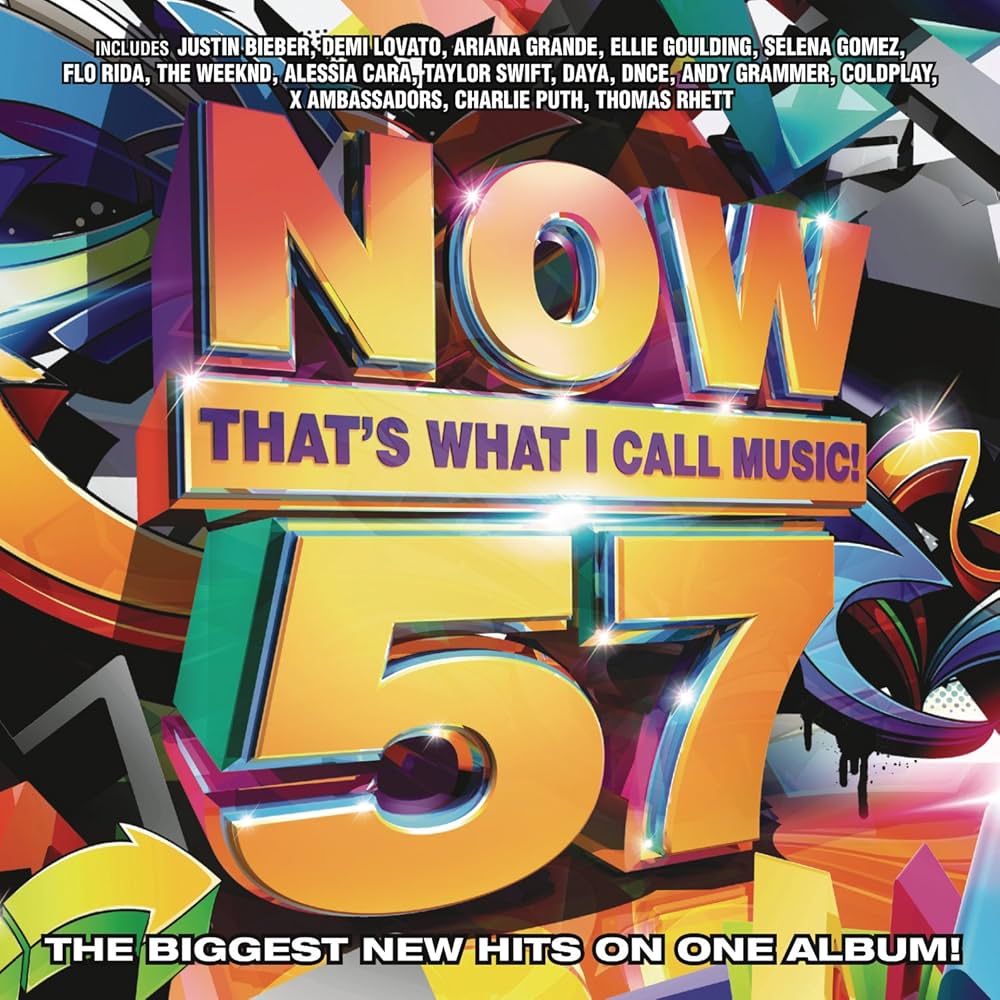 INCLUDES JUSTIN BIEBER, DEMI LOVATO, ARIANA GRANDE, ELLIE GOULDING, SELENA GOMEZ,
FLO RIDA, THE WEEKND, ALESSIA CARA, TAYLOR SWIFT, DAYA, DNCE, ANDY GRAMMER, COLDPLAY,
X AMBASSADORS, CHARLIE PUTH, THOMAS RHETT
NOW
THAT'S WHAT I CALL MUSIC!
57
THE BIGGEST NEW HITS ON ONE ALBUM!